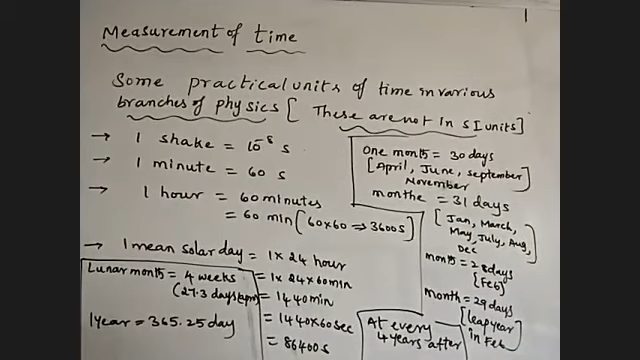 Measurement of time
Some practical units of time in various
branches of physics [These are not in SI units]
→ 1 shake = 10⁻⁸ s
→ 1 minute = 60 s
→ 1 hour = 60 minutes
= 60 min (60×60 ⇒ 3600 s)
→ 1 mean solar day = 1 x 24 hour
= 1 x 24 x 60 min
= 1440 min
= 1440 x 60 sec
= 86400 s
Lunar month = 4 weeks
(27.3 days
1 year = 365.25 day
One month = 30 days
[April, June, september
November]
monthe = 31 days
[Jan, March,
May, July, Aug,
Dec]
month = 28 days
{Feb}
month = 29 days
[leap year
in Feb
At every
4 years after